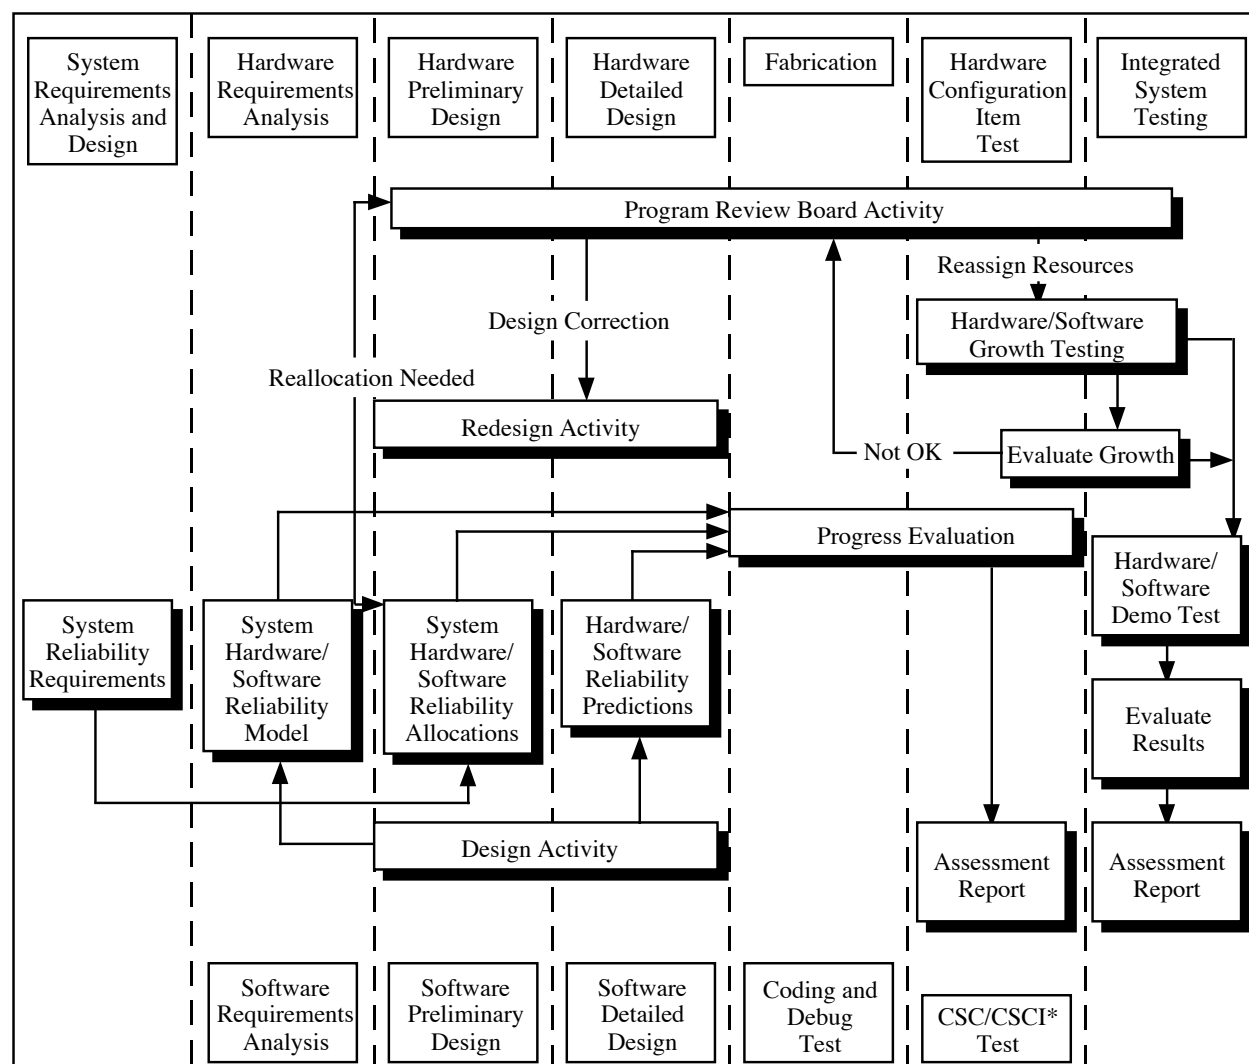 System
Requirements
Analysis and
Design
Hardware
Requirements
Analysis
Hardware
Preliminary
Design
Hardware
Detailed
Design
Fabrication
Hardware
Configuration
Item
Test
Integrated
System
Testing
Program Review Board Activity
Reassign Resources
Design Correction
Hardware/Software
Growth Testing
Reallocation Needed
Redesign Activity
Not OK
Evaluate Growth
Progress Evaluation
Hardware/
Software
Demo Test
System
Reliability
Requirements
System
Hardware/
Software
Reliability
Model
System
Hardware/
Software
Reliability
Allocations
Hardware/
Software
Reliability
Predictions
Evaluate
Results
Design Activity
Assessment
Report
Assessment
Report
Software
Requirements
Analysis
Software
Preliminary
Design
Software
Detailed
Design
Coding and
Debug
Test
CSC/CSCI*
Test